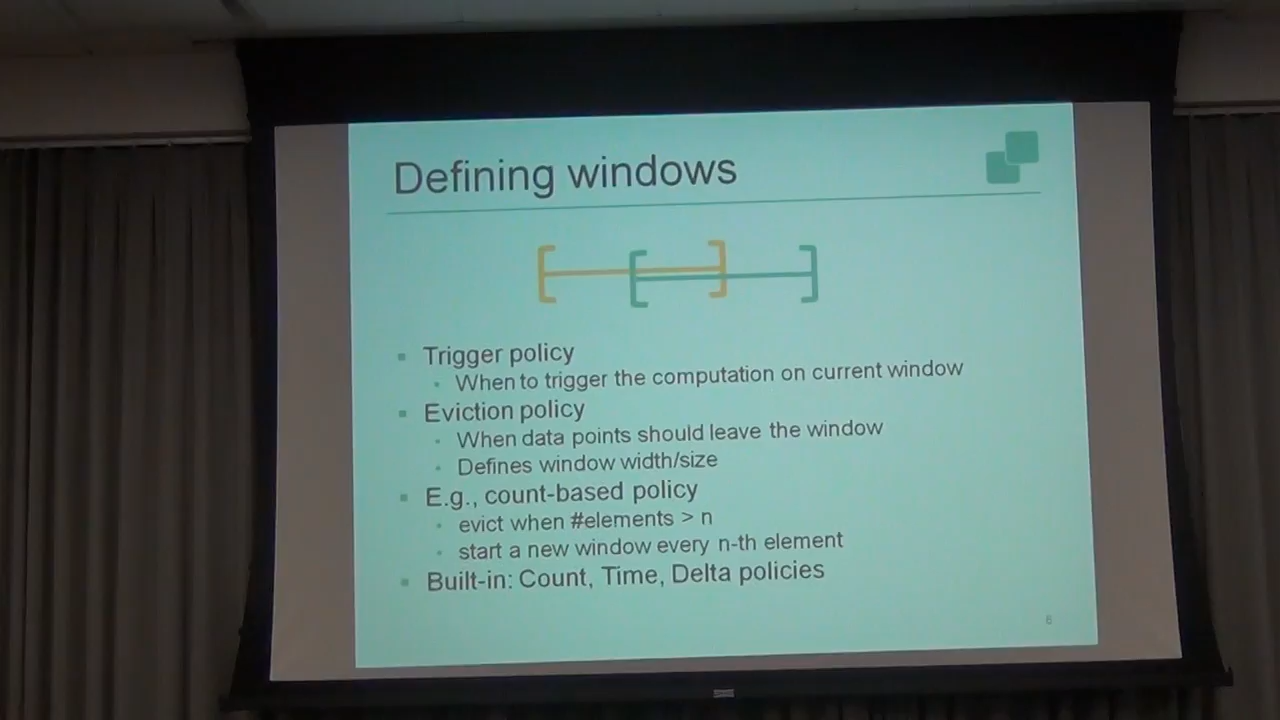 Defining windows
Trigger policy
When to trigger the computation on current window
Eviction policy
When data points should leave the window
Defines window width/size
E.g., count-based policy
evict when #elements > n
start a new window every n-th element
Built-in: Count, Time, Delta policies